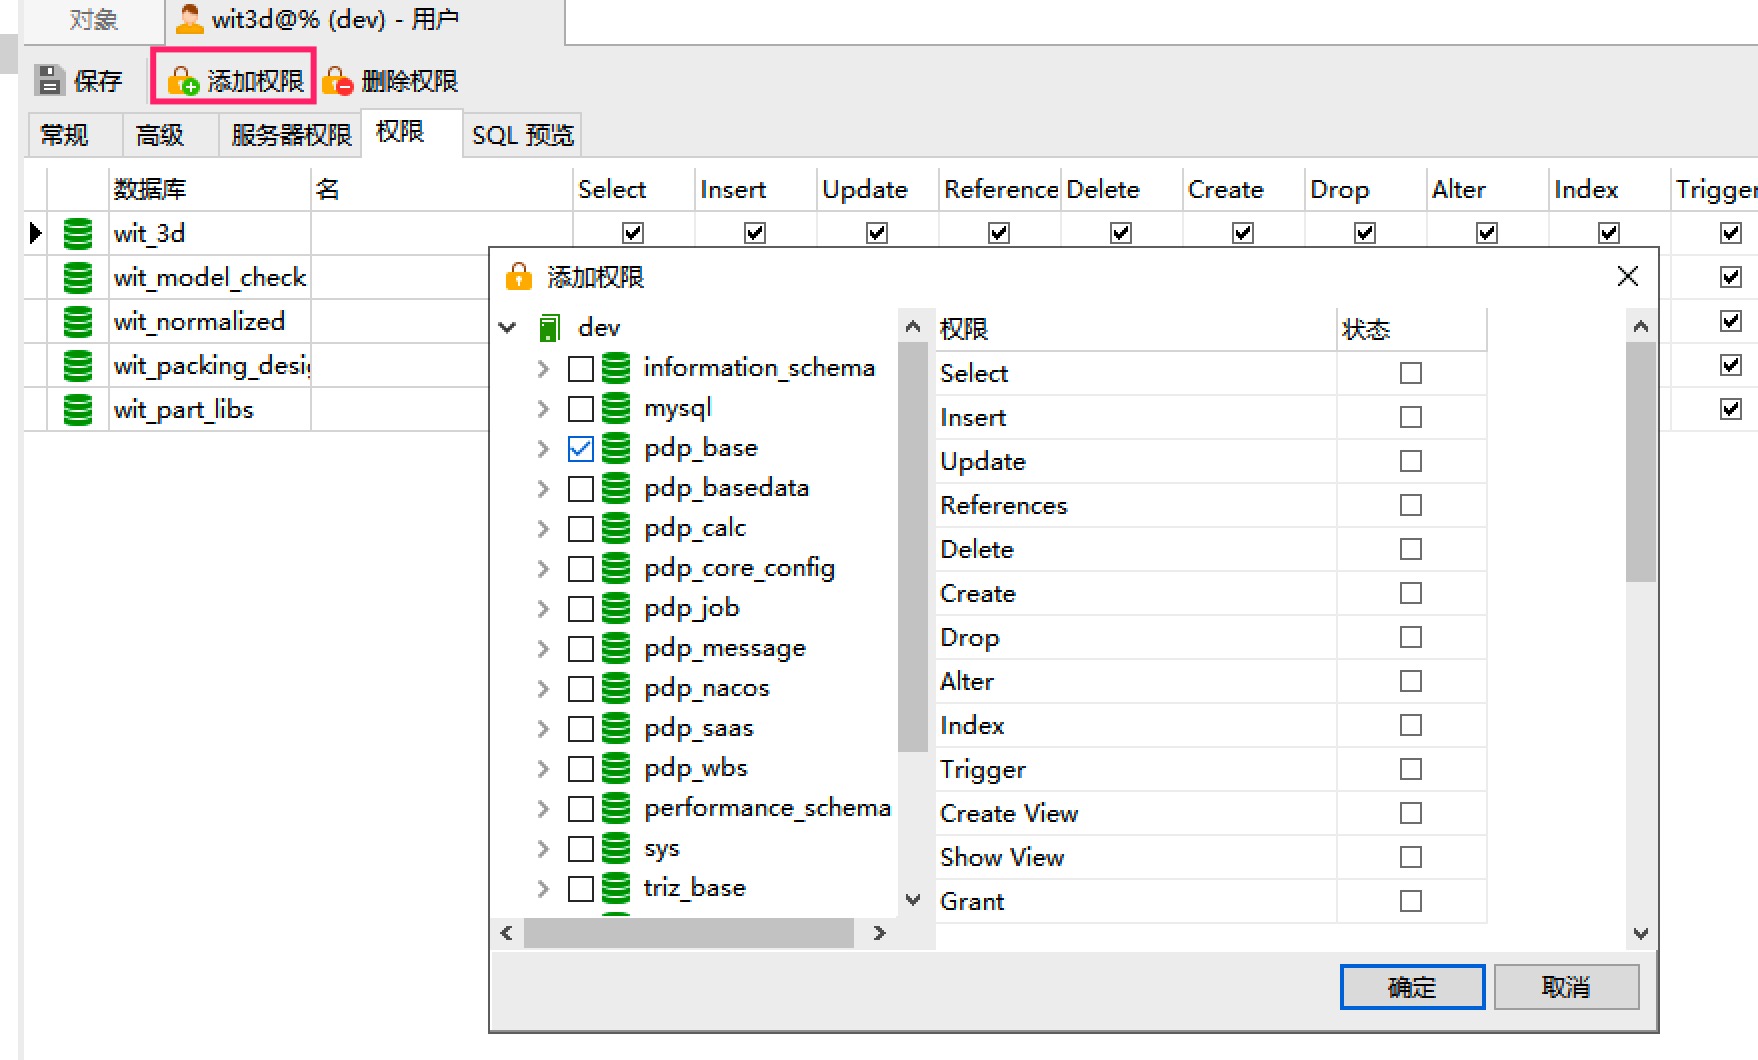 对象 wit3d@% (dev) - 用户
保存 添加权限 删除权限
常规 高级 服务器权限 权限 SQL 预览
数据库 名 Select Insert Update Reference Delete Create Drop Alter Index Trigger
wit_3d
wit_model_check
wit_normalized
wit_packing_desig
wit_part_libs
添加权限
dev
information_schema
mysql
pdp_base
pdp_basedata
pdp_calc
pdp_core_config
pdp_job
pdp_message
pdp_nacos
pdp_saas
pdp_wbs
performance_schema
sys
triz_base
权限 状态
Select
Insert
Update
References
Delete
Create
Drop
Alter
Index
Trigger
Create View
Show View
Grant
确定 取消